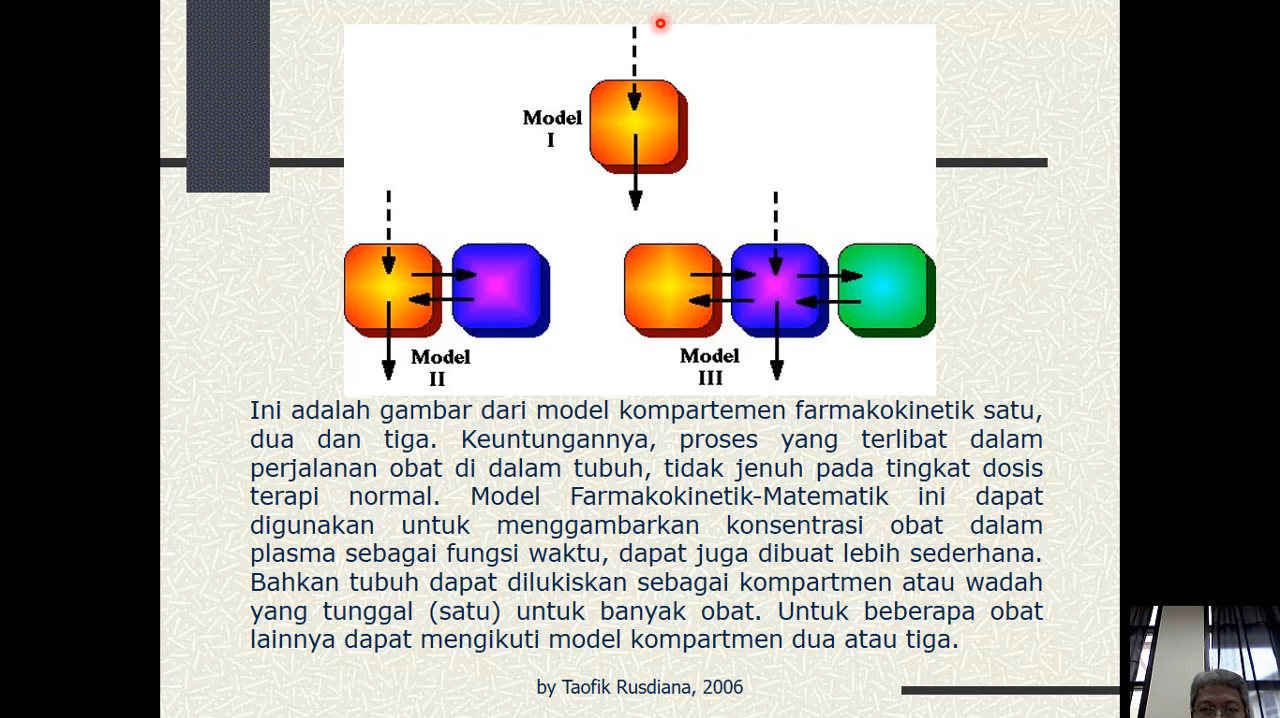 Model
I
Model
II
Model
III
Ini adalah gambar dari model kompartemen farmakokinetik satu,
dua dan tiga. Keuntungannya, proses yang terlibat dalam
perjalanan obat di dalam tubuh, tidak jenuh pada tingkat dosis
terapi normal. Model Farmakokinetik-Matematik ini dapat
digunakan untuk menggambarkan konsentrasi obat dalam
plasma sebagai fungsi waktu, dapat juga dibuat lebih sederhana.
Bahkan tubuh dapat dilukiskan sebagai kompartmen atau wadah
yang tunggal (satu) untuk banyak obat. Untuk beberapa obat
lainnya dapat mengikuti model kompartmen dua atau tiga.
by Taofik Rusdiana, 2006